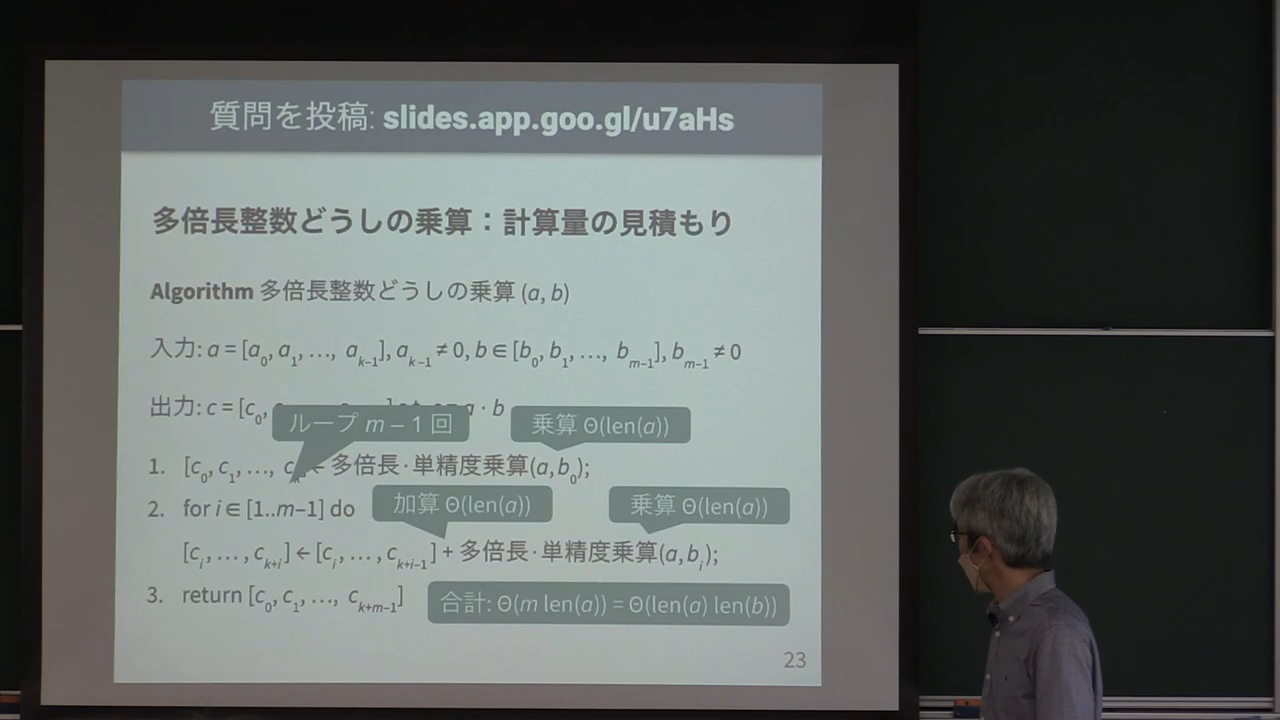 質問を投稿: slides.app.goo.gl/u7aHs
多倍長整数どうしの乗算：計算量の見積もり
Algorithm 多倍長整数どうしの乗算 (a, b)
入力: a = [a0, a1, …, ak−1], ak−1 ≠ 0, b ∈ [b0, b1, …, bm−1], bm−1 ≠ 0
出力: c = [c0, a · b
ループ m − 1 回
乗算 Θ(len(a))
1. [c0, c1, …, ck] ← 多倍長·単精度乗算(a, b0);
2. for i ∈ [1..m−1] do
加算 Θ(len(a))
乗算 Θ(len(a))
[ci, …, ck+i] ← [ci, …, ck+i−1] + 多倍長·単精度乗算(a, bi);
3. return [c0, c1, …, ck+m−1]
合計: Θ(m len(a)) = Θ(len(a) len(b))
23